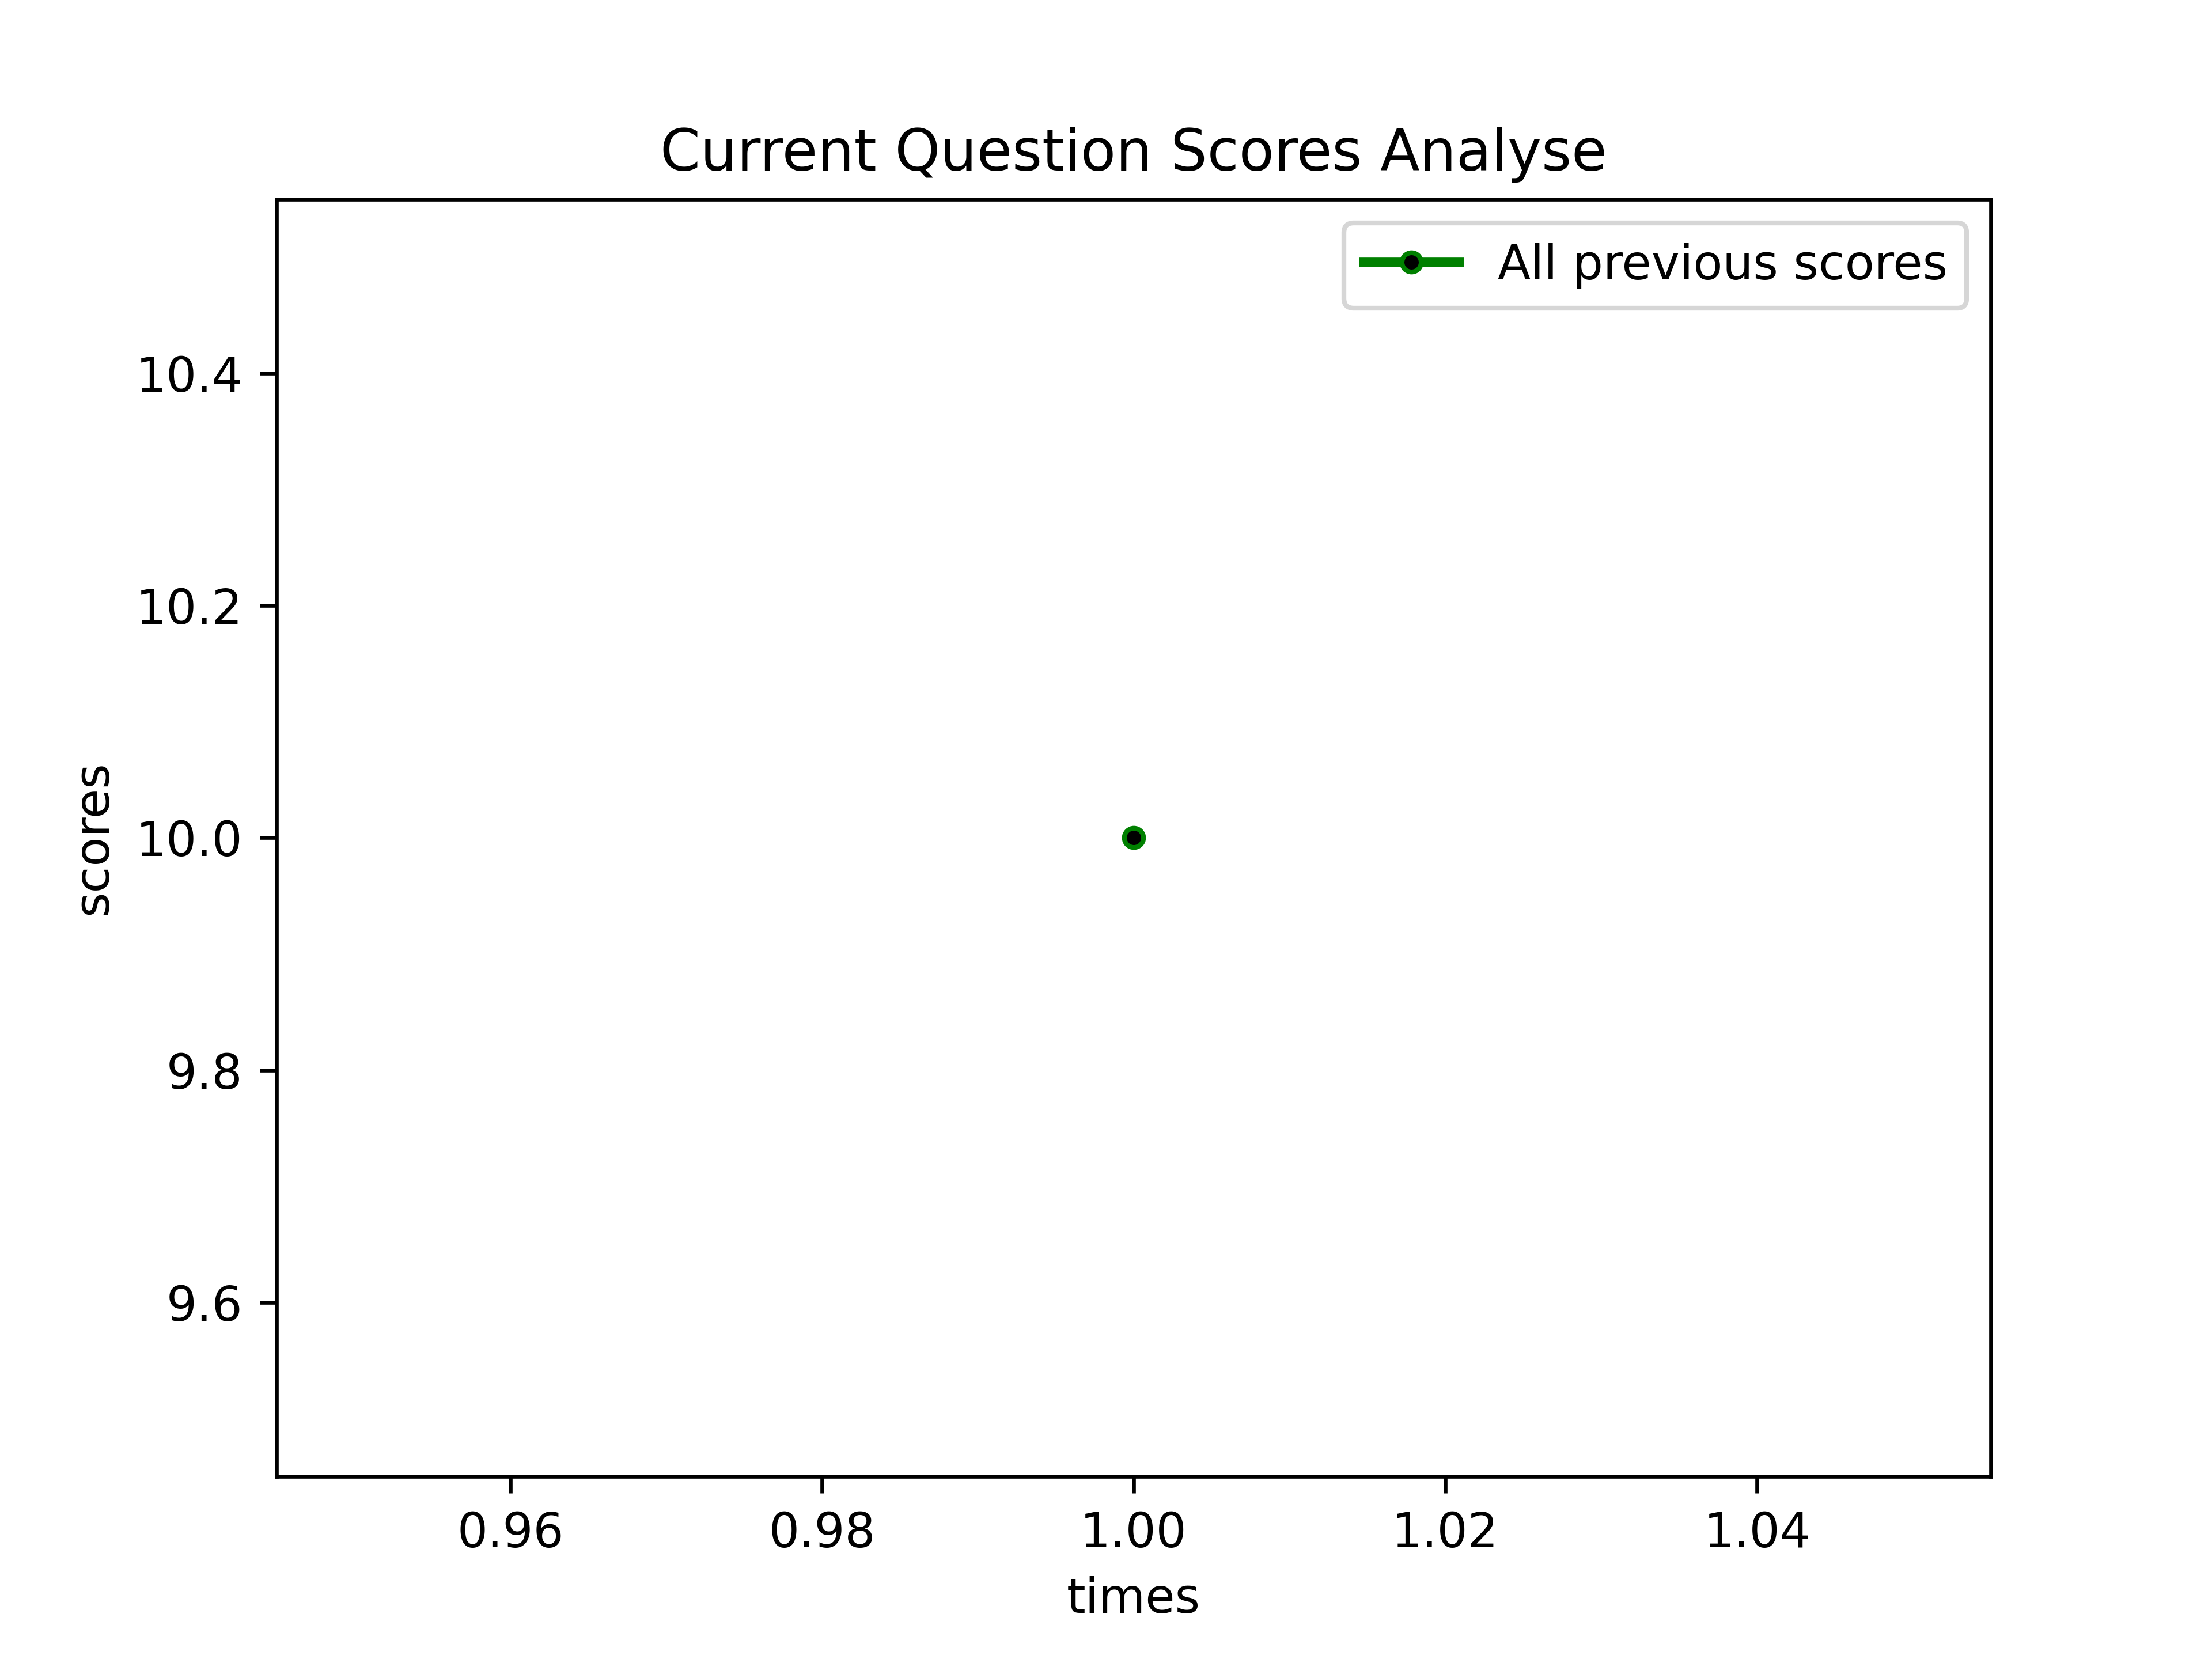 Current Question Scores Analyse
All previous scores
10.4
10.2
10.0
9.8
9.6
scores
0.96 0.98 1.00 1.02 1.04
times